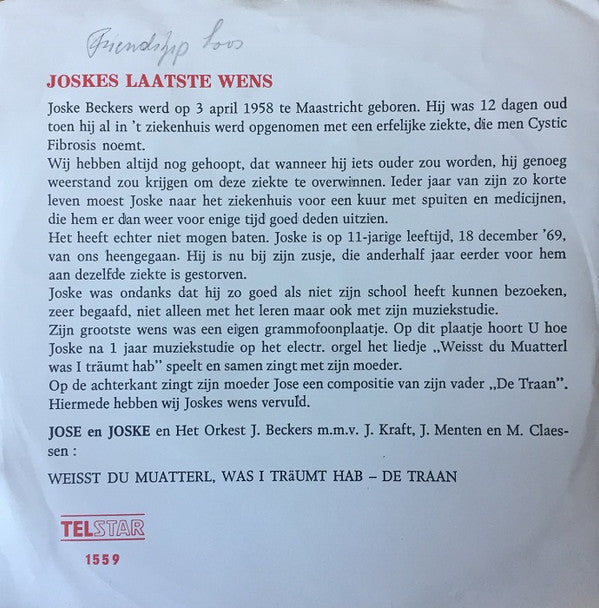 Friendship Loos
JOSKES LAATSTE WENS
Joske Beckers werd op 3 april 1958 te Maastricht geboren. Hij was 12 dagen oud
toen hij al in 't ziekenhuis werd opgenomen met een erfelijke ziekte, die men Cystic
Fibrosis noemt.
Wij hebben altijd nog gehoopt, dat wanneer hij iets ouder zou worden, hij genoeg
weerstand zou krijgen om deze ziekte te overwinnen. Ieder jaar van zijn zo korte
leven moest Joske naar het ziekenhuis voor een kuur met spuiten en medicijnen,
die hem er dan weer voor enige tijd goed deden uitzien.
Het heeft echter niet mogen baten. Joske is op 11-jarige leeftijd, 18 december '69,
van ons heengegaan. Hij is nu bij zijn zusje, die anderhalf jaar eerder voor hem
aan dezelfde ziekte is gestorven.
Joske was ondanks dat hij zo goed als niet zijn school heeft kunnen bezoeken,
zeer begaafd, niet alleen met het leren maar ook met zijn muziekstudie.
Zijn grootste wens was een eigen grammofoonplaatje. Op dit plaatje hoort U hoe
Joske na 1 jaar muziekstudie op het electr. orgel het liedje „Weisst du Muatterl
was I träumt hab” speelt en samen zingt met zijn moeder.
Op de achterkant zingt zijn moeder Jose een compositie van zijn vader „De Traan”.
Hiermede hebben wij Joskes wens vervuld.
JOSE en JOSKE en Het Orkest J. Beckers m.m.v. J. Kraft, J. Menten en M. Claes-
sen :
WEISST DU MUATTERL, WAS I TRäUMT HAB – DE TRAAN
TELSTAR
1559